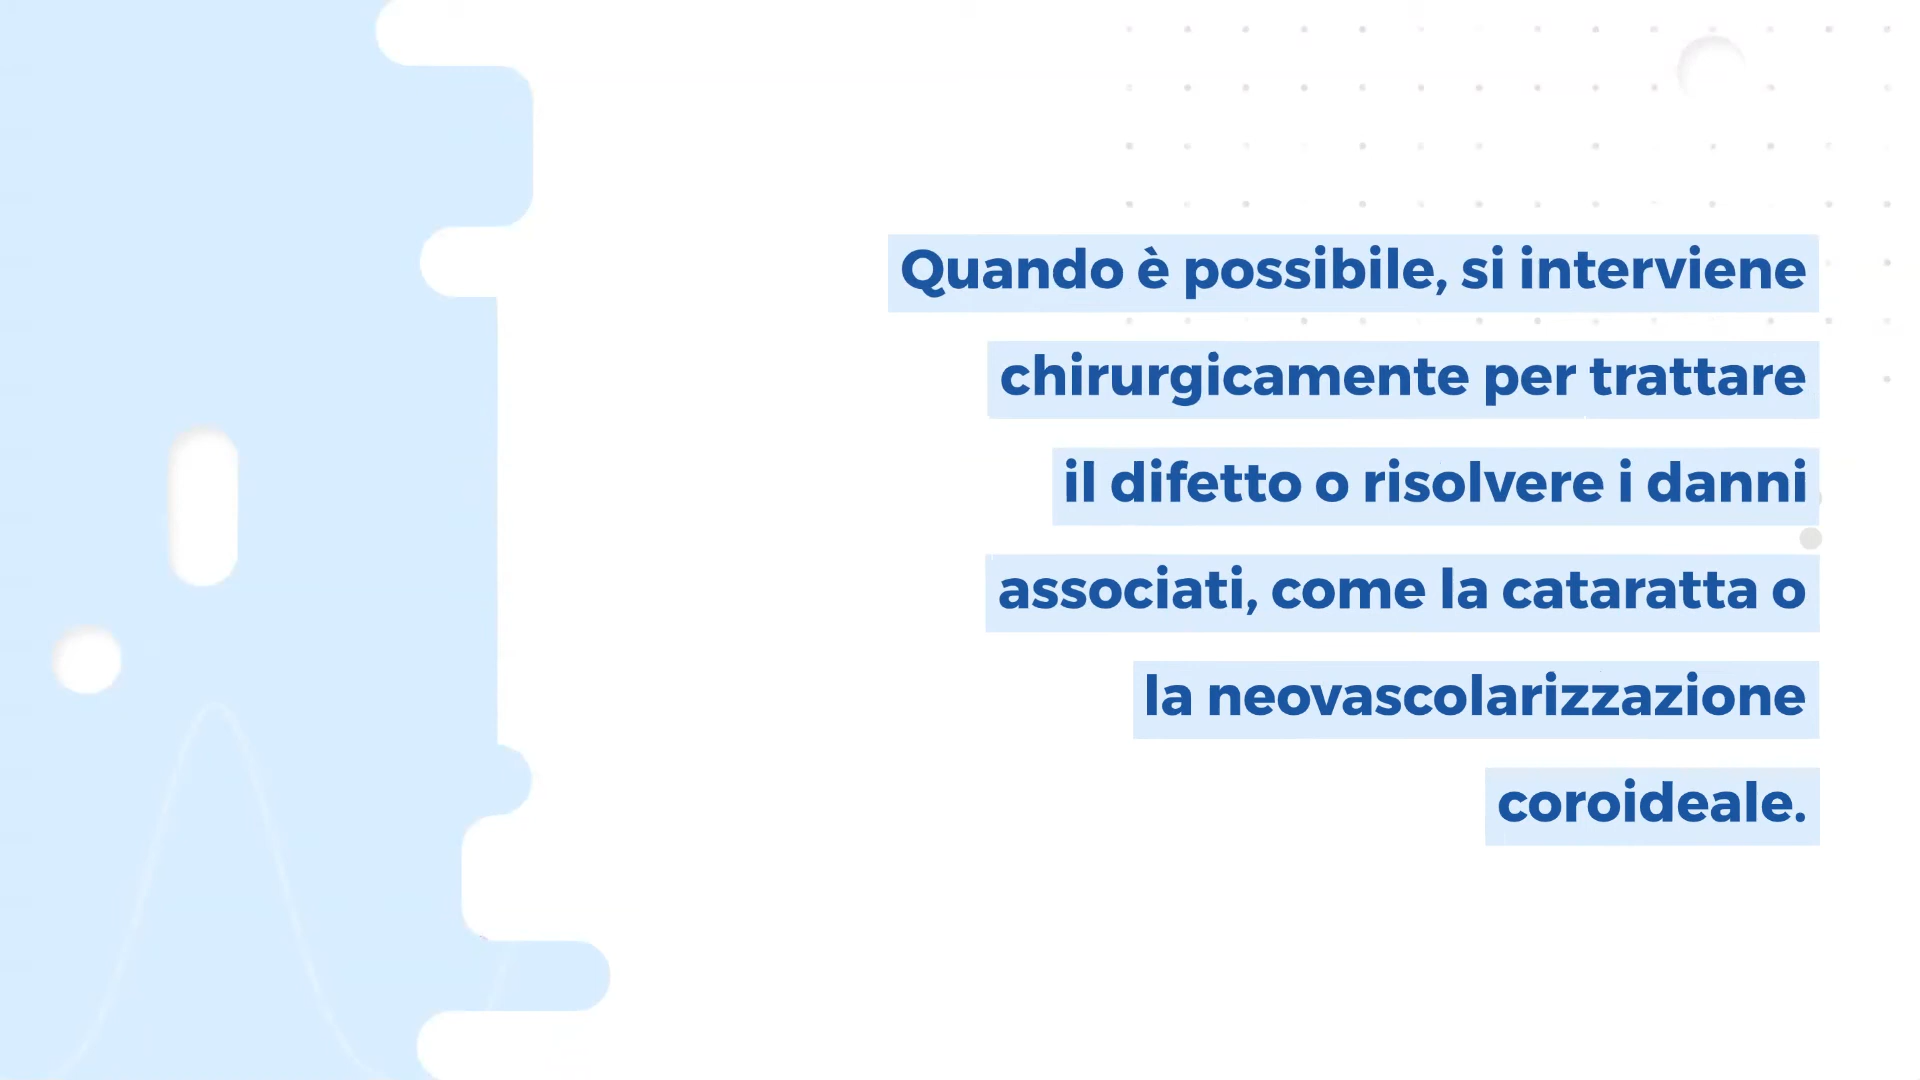 Quando è possibile, si interviene
chirurgicamente per trattare
il difetto o risolvere i danni
associati, come la cataratta o
la neovascolarizzazione
coroideale.